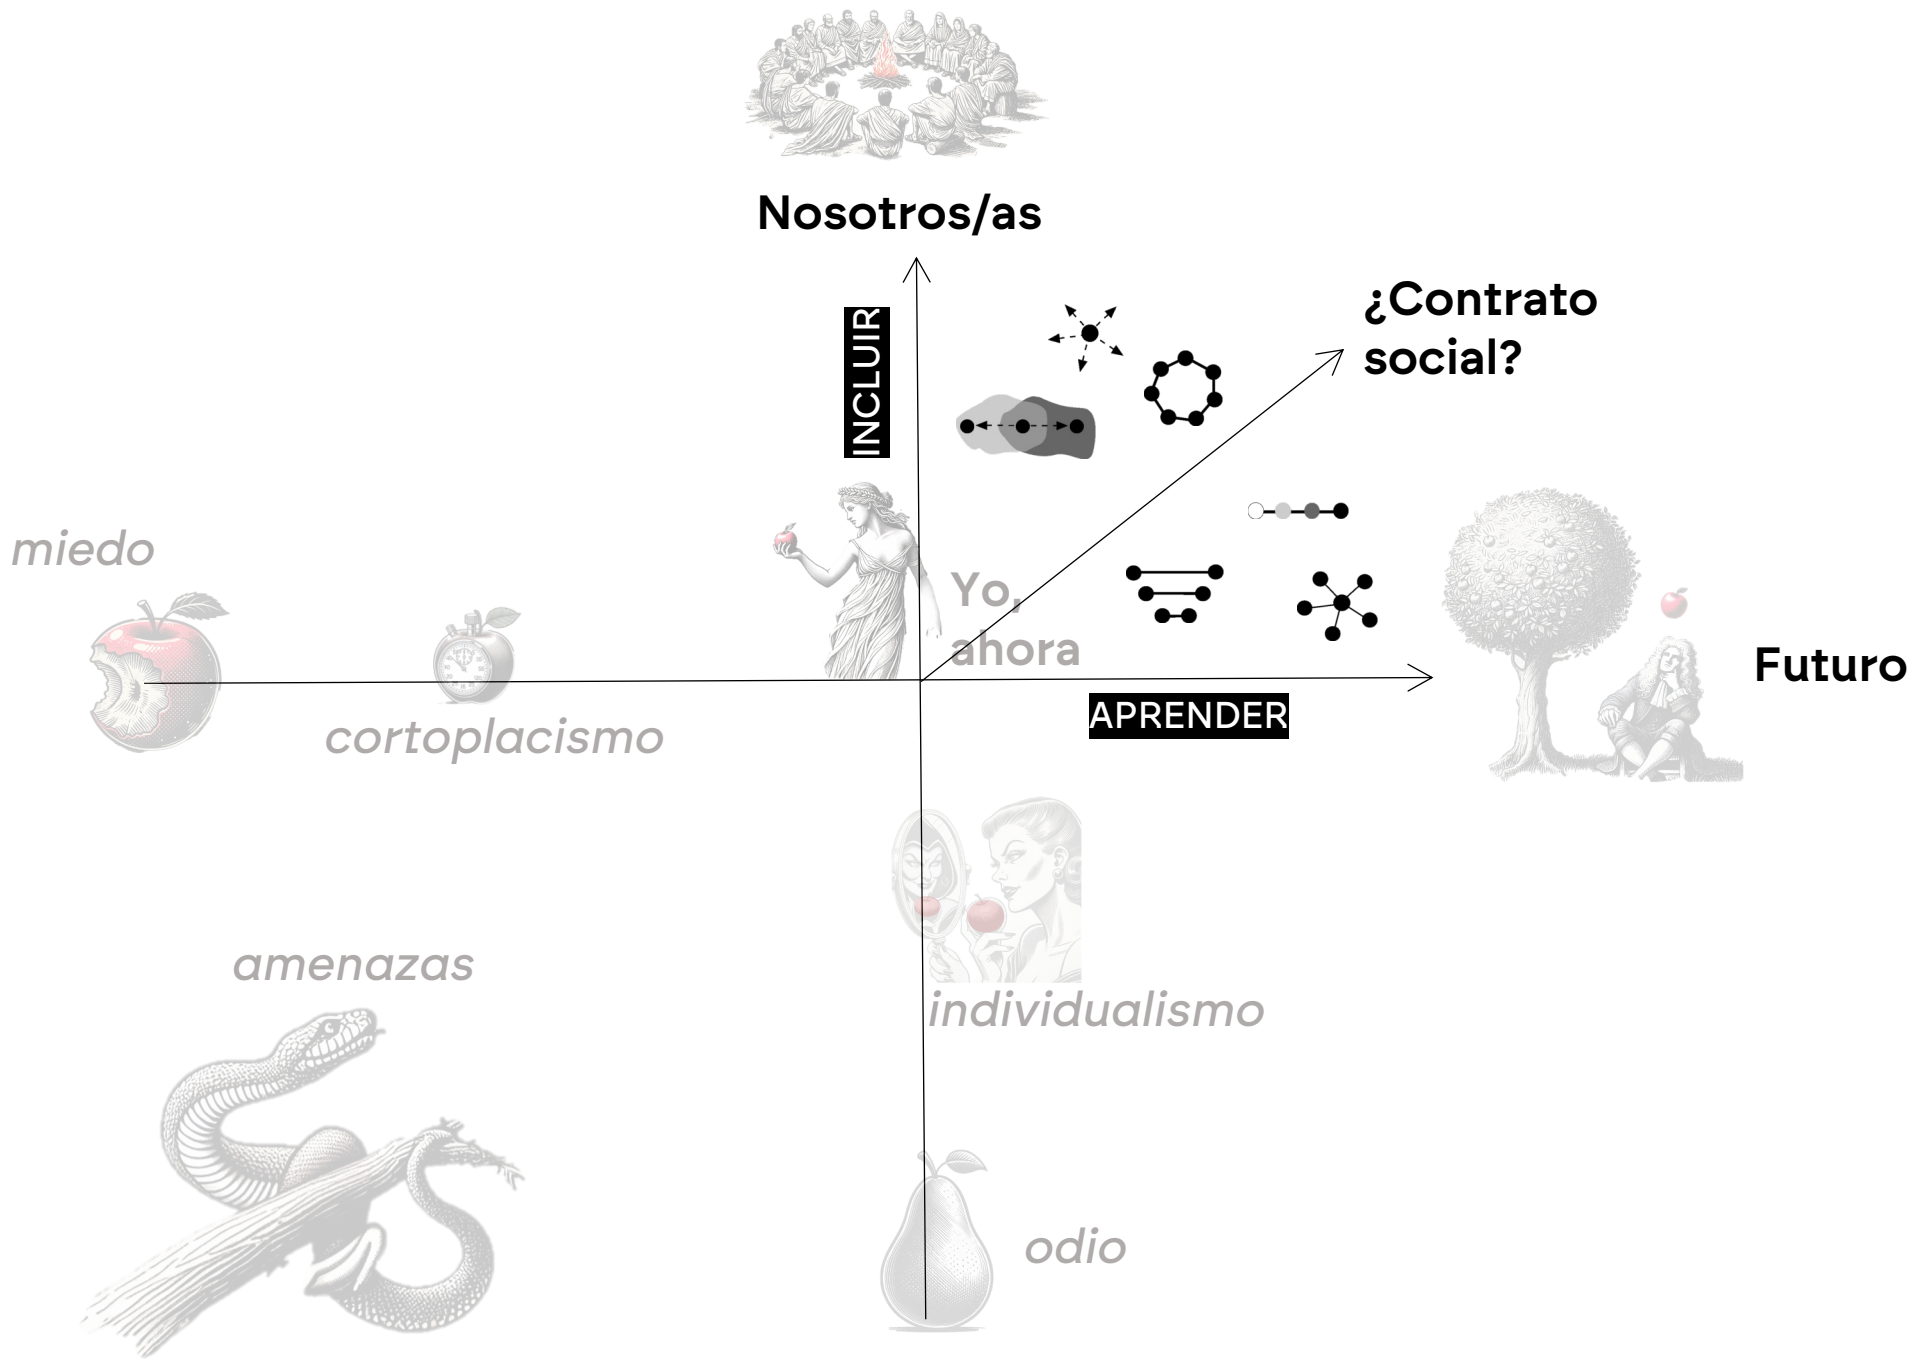 Nosotros/as
¿Contrato
social?
INCLUIR
miedo
Yo,
ahora
Futuro
APRENDER
cortoplacismo
amenazas
individualismo
odio